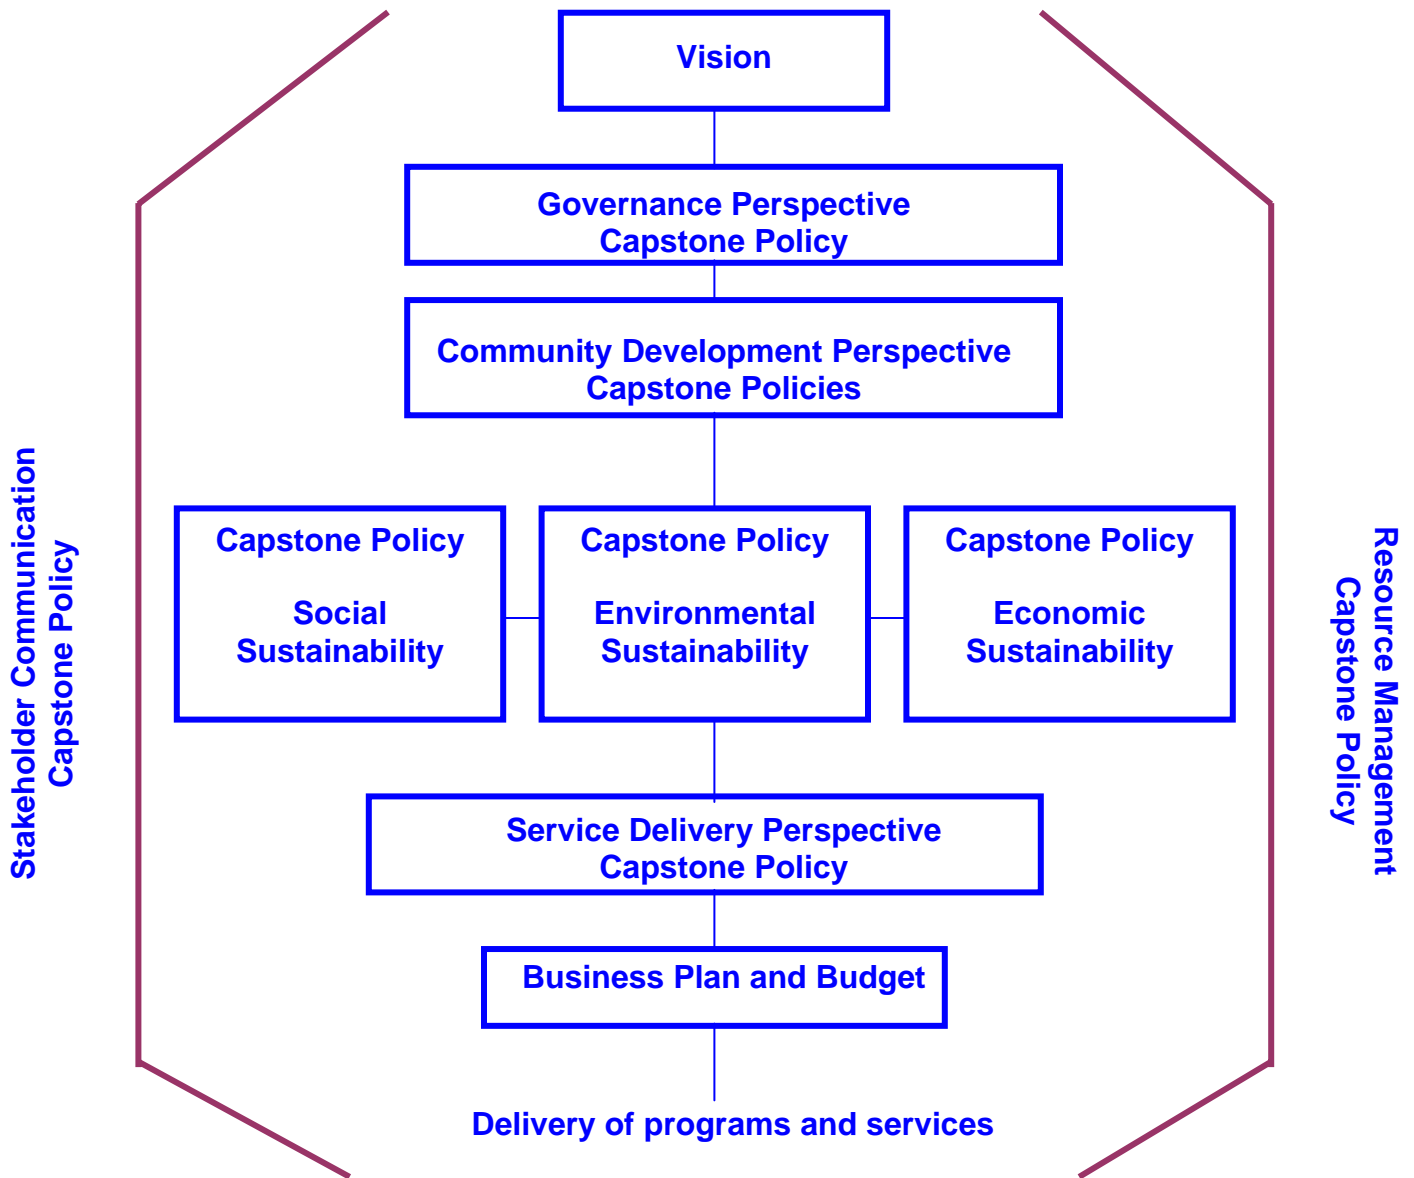 Vision
Governance Perspective
Capstone Policy
Community Development Perspective
Capstone Policies
Capstone Policy
Social
Sustainability
Capstone Policy
Environmental
Sustainability
Capstone Policy
Economic
Sustainability
Service Delivery Perspective
Capstone Policy
Business Plan and Budget
Delivery of programs and services
Stakeholder Communication
Capstone Policy
Resource Management
Capstone Policy